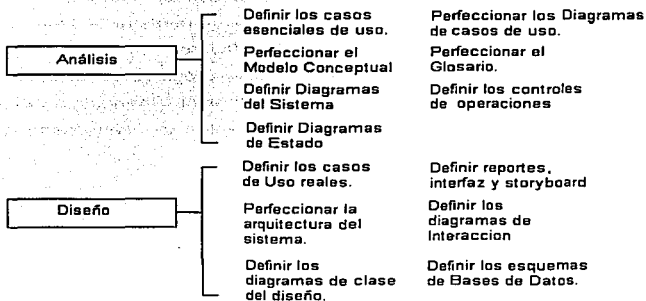 Análisis
Definir los casos
esenciales de uso.
Perfeccionar los Diagramas
de casos de uso.
Perfeccionar el
Modelo Conceptual
Perfeccionar el
Glosario.
Definir Diagramas
del Sistema
Definir los controles
de operaciones
Definir Diagramas
de Estado
Diseño
Definir los casos
de Uso reales.
Definir reportes,
interfaz y storyboard
Perfeccionar la
arquitectura del
sistema.
Definir los
diagramas de
Interaccion
Definir los
diagramas de clase
del diseño.
Definir los esquemas
de Bases de Datos.